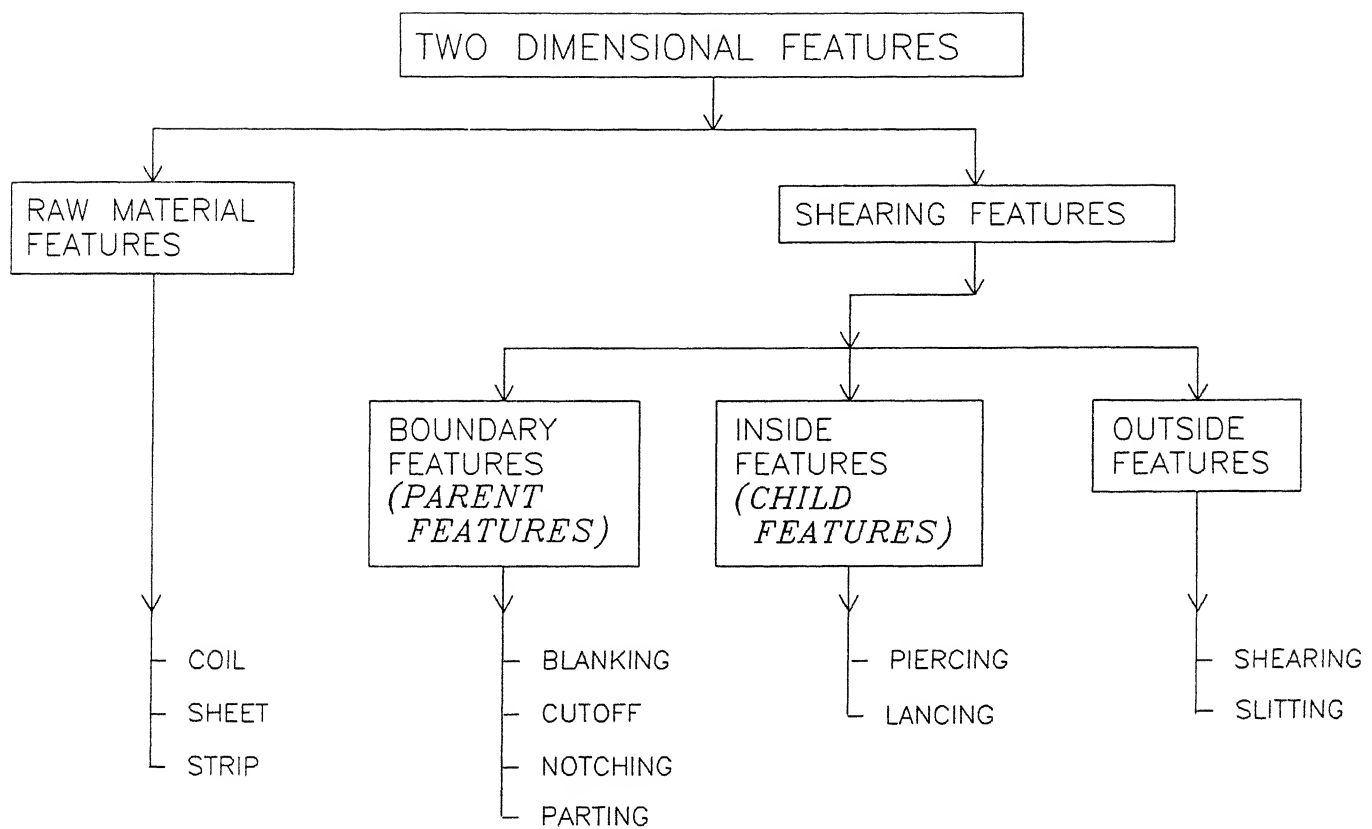 TWO DIMENSIONAL FEATURES
RAW MATERIAL
FEATURES
SHEARING FEATURES
BOUNDARY
FEATURES
(PARENT
FEATURES)
INSIDE
FEATURES
(CHILD
FEATURES)
OUTSIDE
FEATURES
COIL
SHEET
STRIP
BLANKING
CUTOFF
NOTCHING
PARTING
PIERCING
LANCING
SHEARING
SLITTING